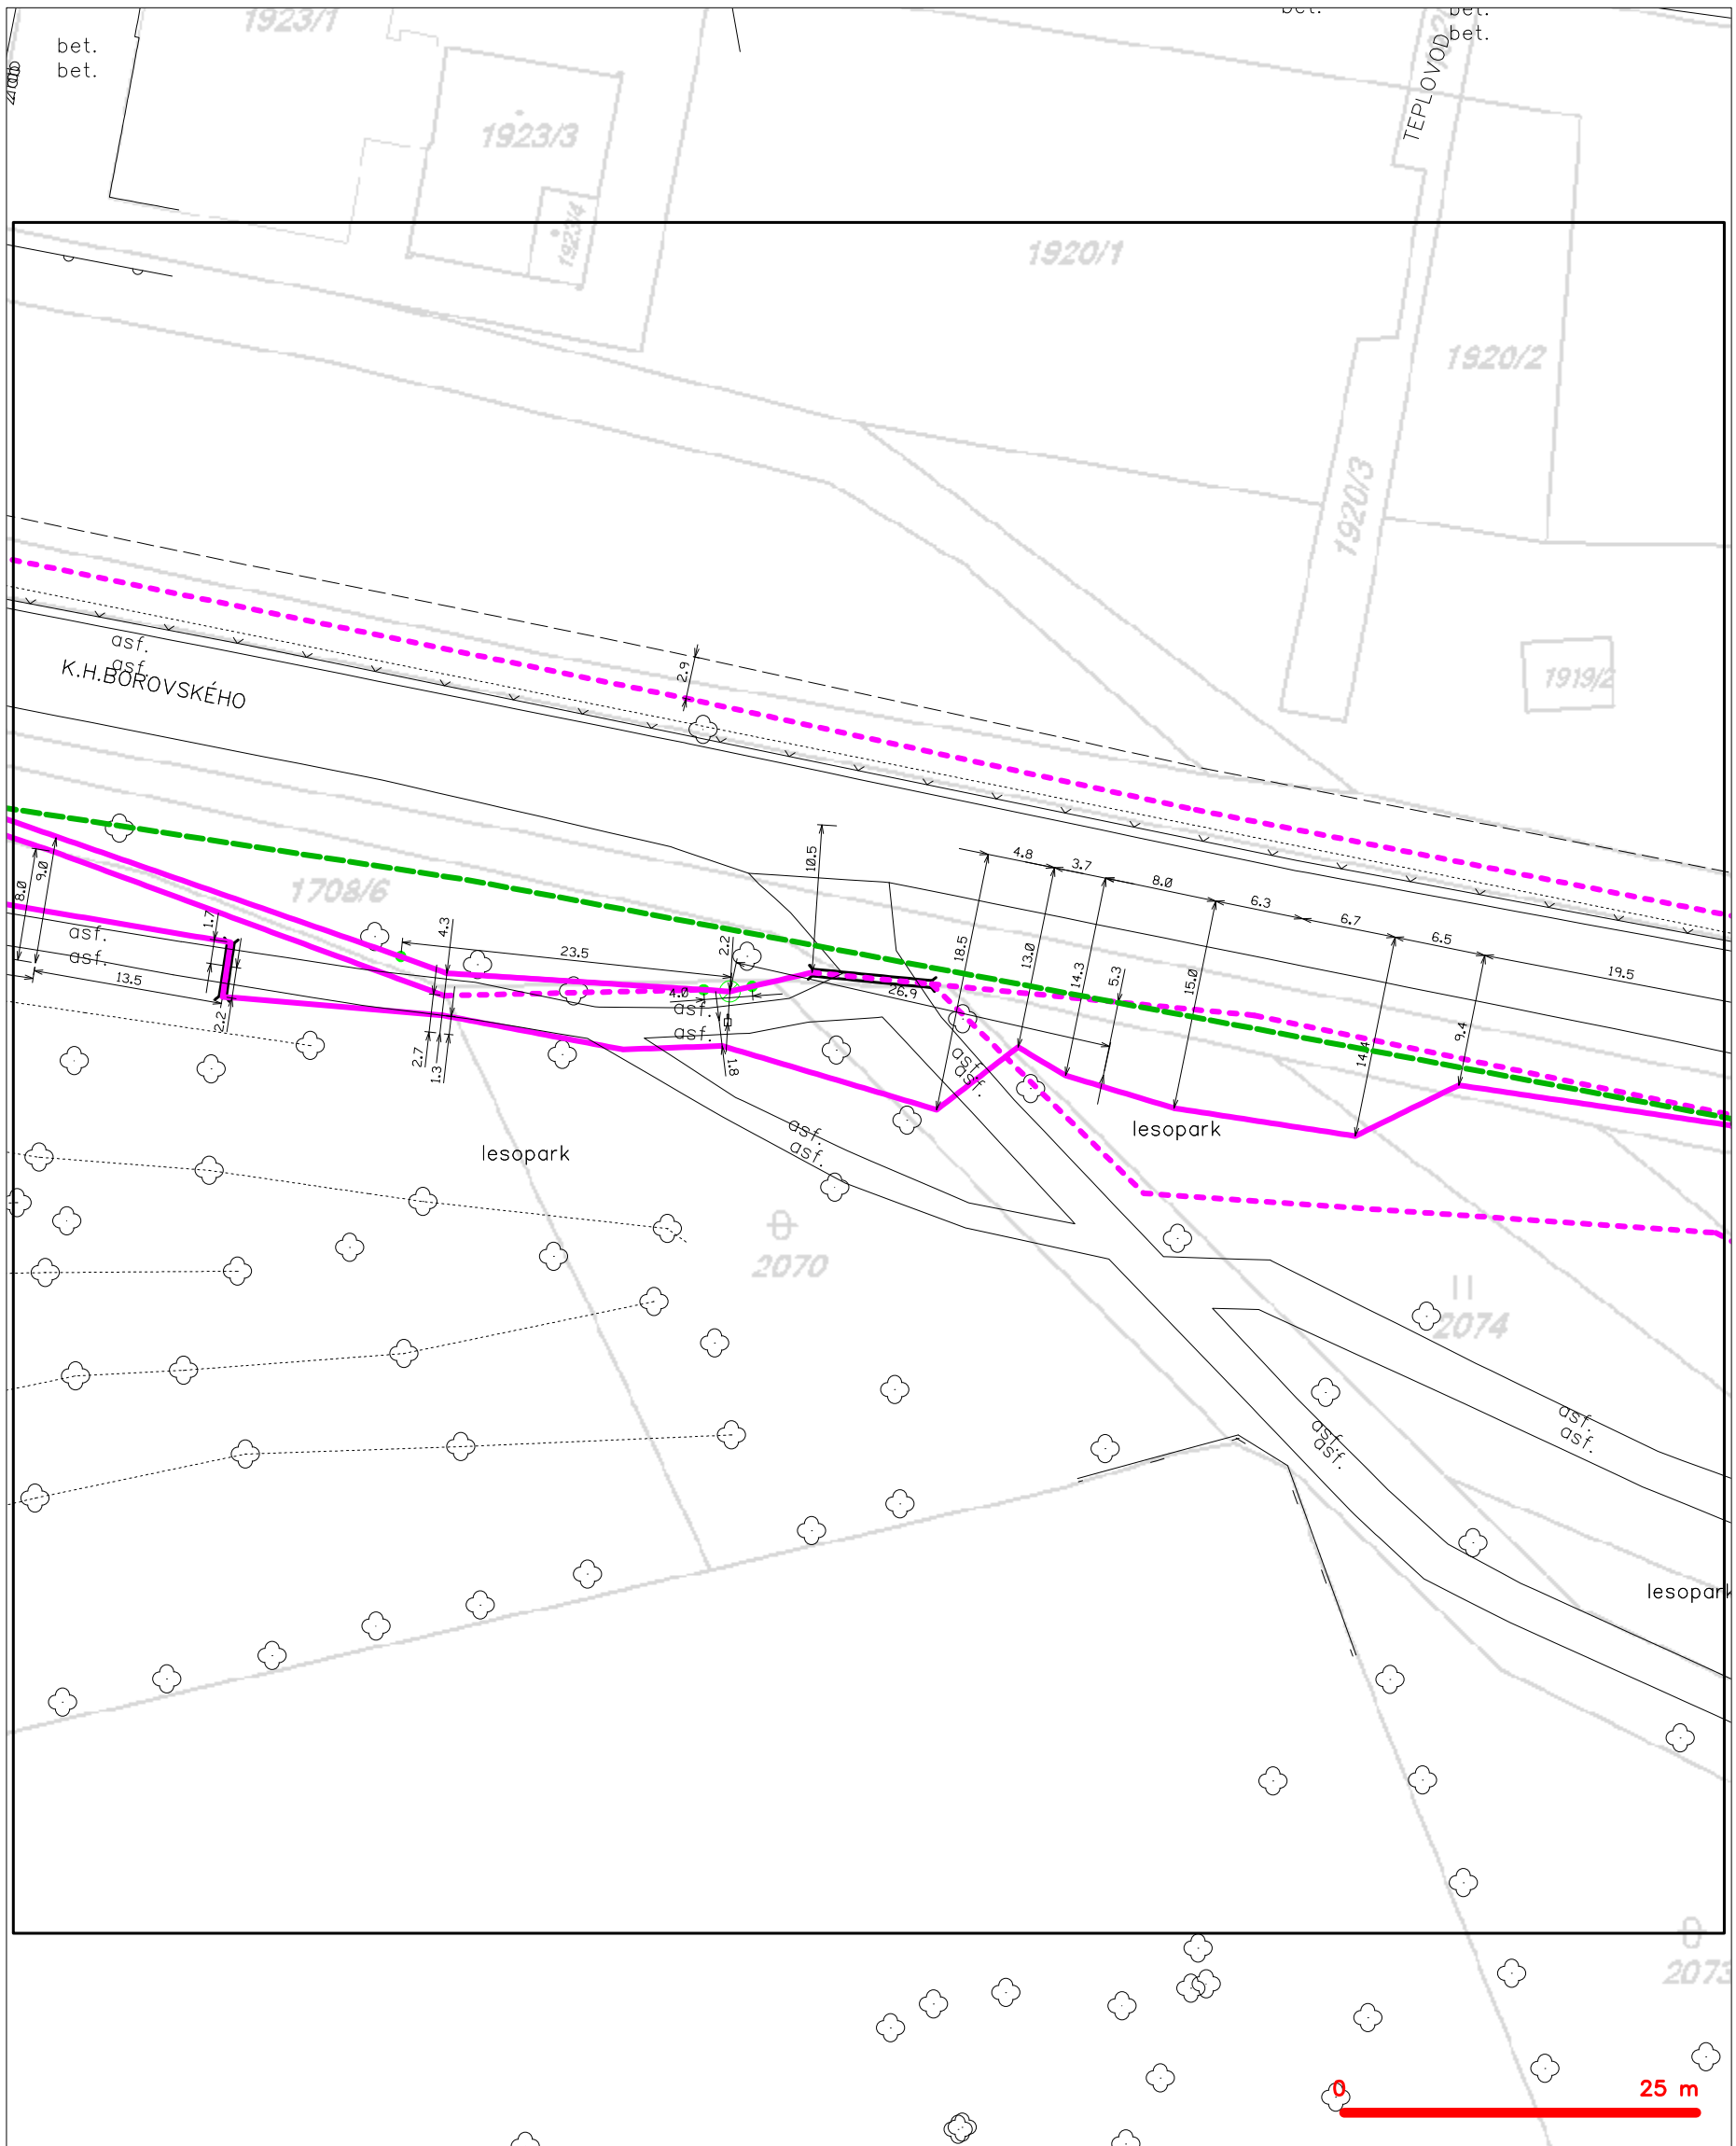 1923/1
bet.
bet.
bet.
bet.
bet.
TEPLOVOD
1923/3
1923/4
1920/1
1920/2
1920/3
1919/2
asf.
asf.
K.H.BOROVSKÉHO
2.9
1708/6
8.0
9.0
1.7
asf.
asf.
13.5
2.2
4.3
23.5
2.2
10.5
4.0
26.9
asf.
asf.
2.7
1.3
1.8
18.5
4.8
3.7
8.0
6.3
6.7
6.5
19.5
13.0
14.3
5.3
15.0
14.4
9.4
asf.
asf.
asf.
asf.
lesopark
lesopark
2070
2074
asf.
asf.
asf.
asf.
lesopark
2073
0
25 m